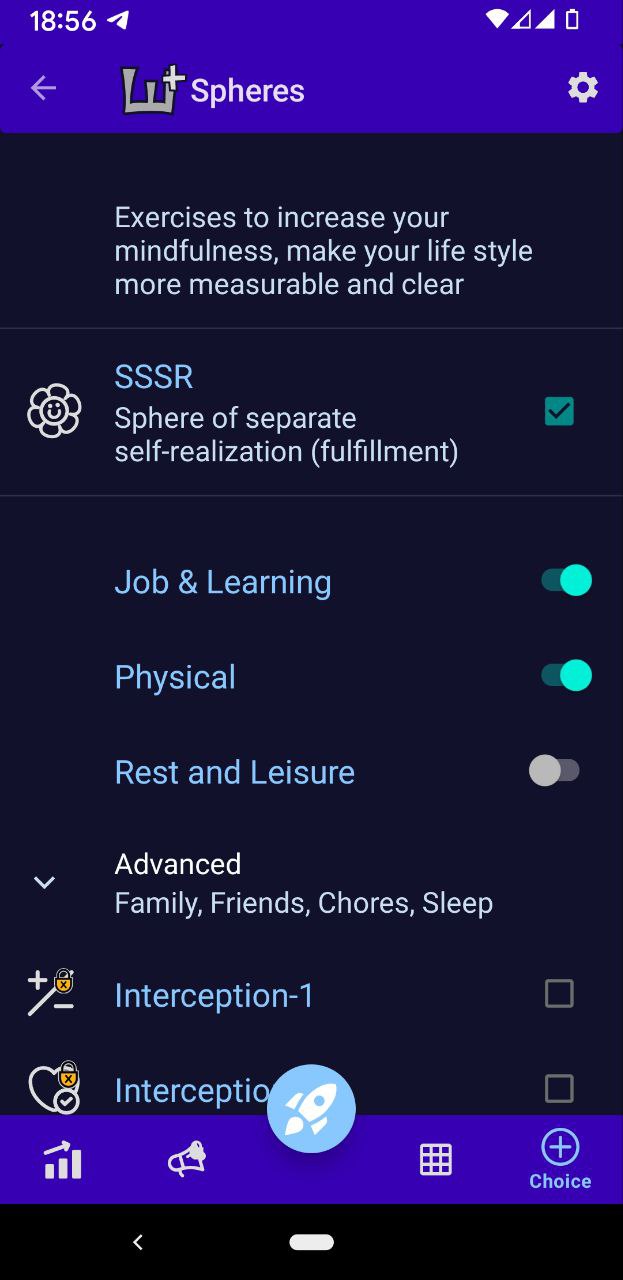 18:56
Spheres
Exercises to increase your
mindfulness, make your life style
more measurable and clear
SSSR
Sphere of separate
self-realization (fulfillment)
Job & Learning
Physical
Rest and Leisure
Advanced
Family, Friends, Chores, Sleep
Interception-1
Interceptio
Choice